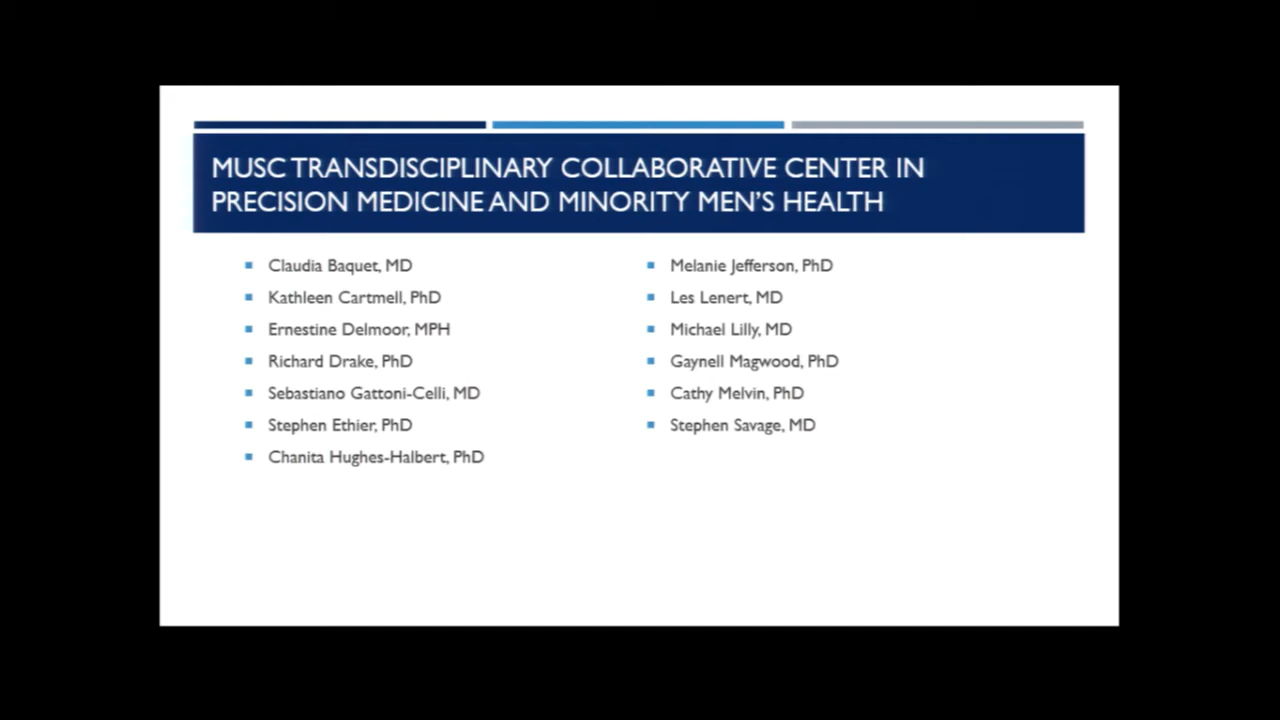 MUSC TRANSDISCIPLINARY COLLABORATIVE CENTER IN
PRECISION MEDICINE AND MINORITY MEN'S HEALTH
Claudia Baquet, MD
Kathleen Cartmell, PhD
Ernestine Delmoor, MPH
Richard Drake, PhD
Sebastiano Gattoni-Celli, MD
Stephen Ethier, PhD
Chanita Hughes-Halbert, PhD
Melanie Jefferson, PhD
Les Lenert, MD
Michael Lilly, MD
Gaynell Magwood, PhD
Cathy Melvin, PhD
Stephen Savage, MD